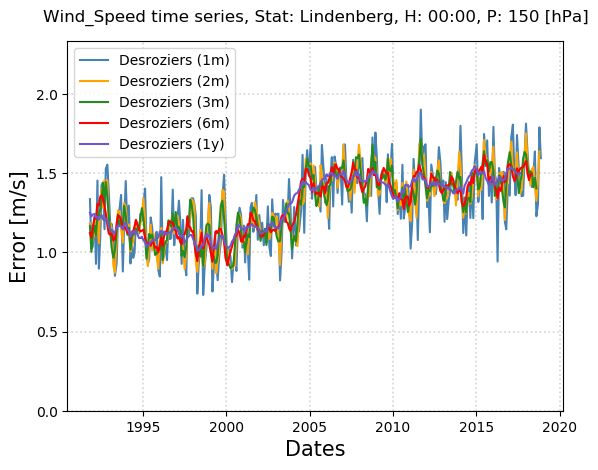 Wind_Speed time series, Stat: Lindenberg, H: 00:00, P: 150 [hPa]
Desroziers (1m)
Desroziers (2m)
Desroziers (3m)
Desroziers (6m)
Desroziers (1y)
Error [m/s]
2.0
1.5
1.0
0.5
0.0
1995 2000 2005 2010 2015 2020
Dates